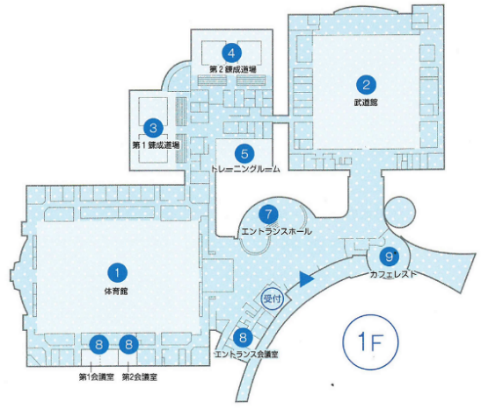 4
第2錬成道場
2
武道館
3
第1錬成道場
5
トレーニングルーム
7
エントランスホール
9
カフェレスト
1
体育館
受付
8
エントランス会議室
8
8
第1会議室
第2会議室
1F